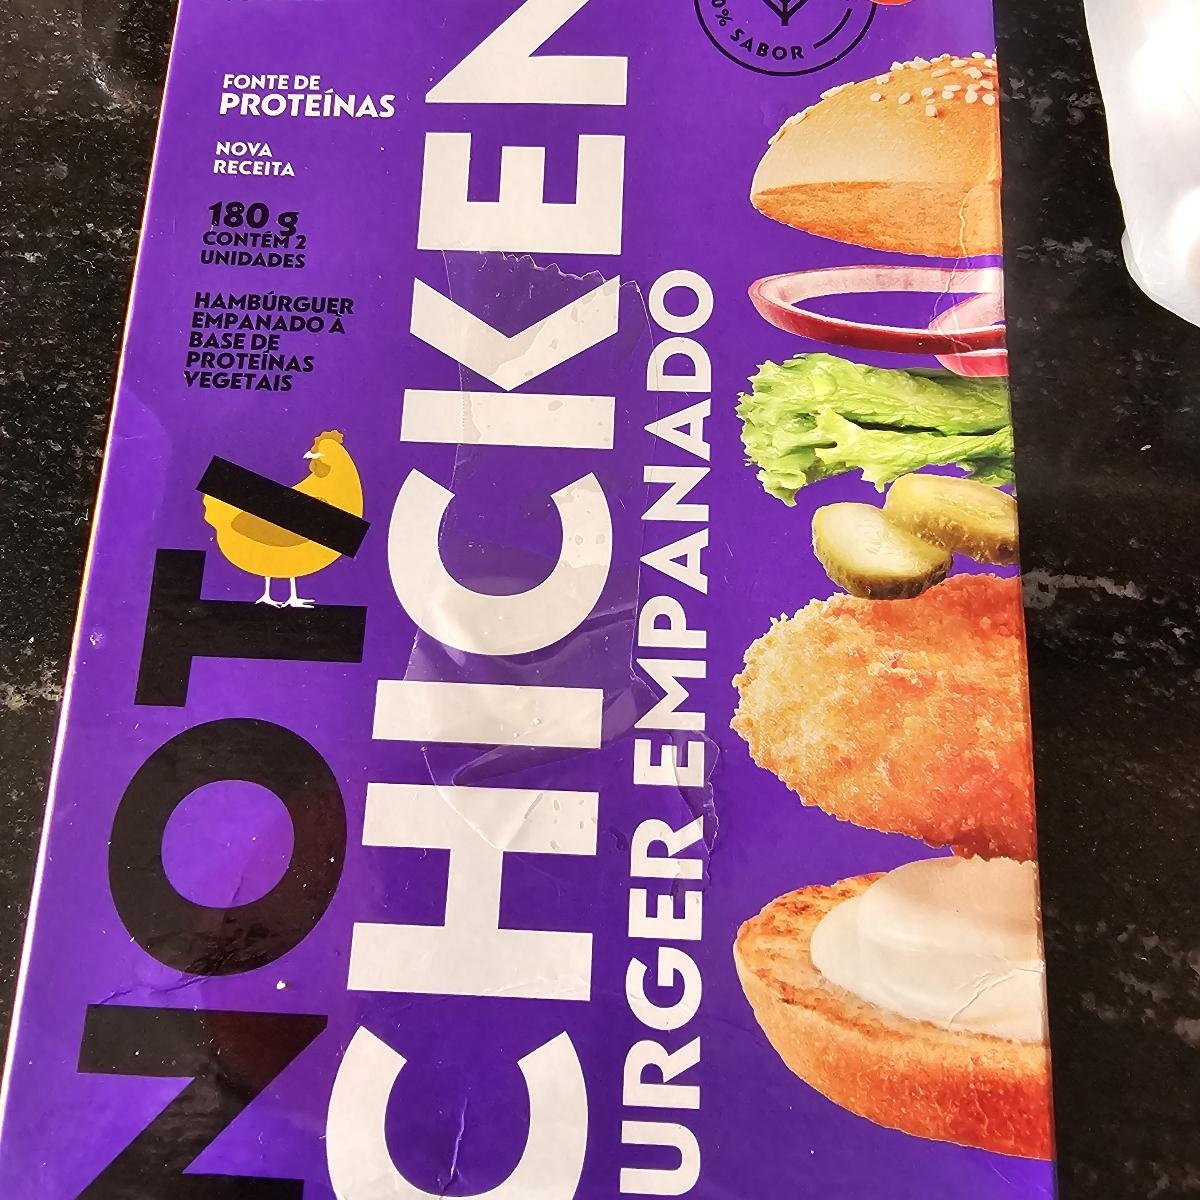 0% SABOR
FONTE DE
PROTEÍNAS
NOVA
RECEITA
180 g
CONTÉM 2
UNIDADES
HAMBÚRGUER
EMPANADO À
BASE DE
PROTEÍNAS
VEGETAIS
NOT
CHICKEN
URGER EMPANADO